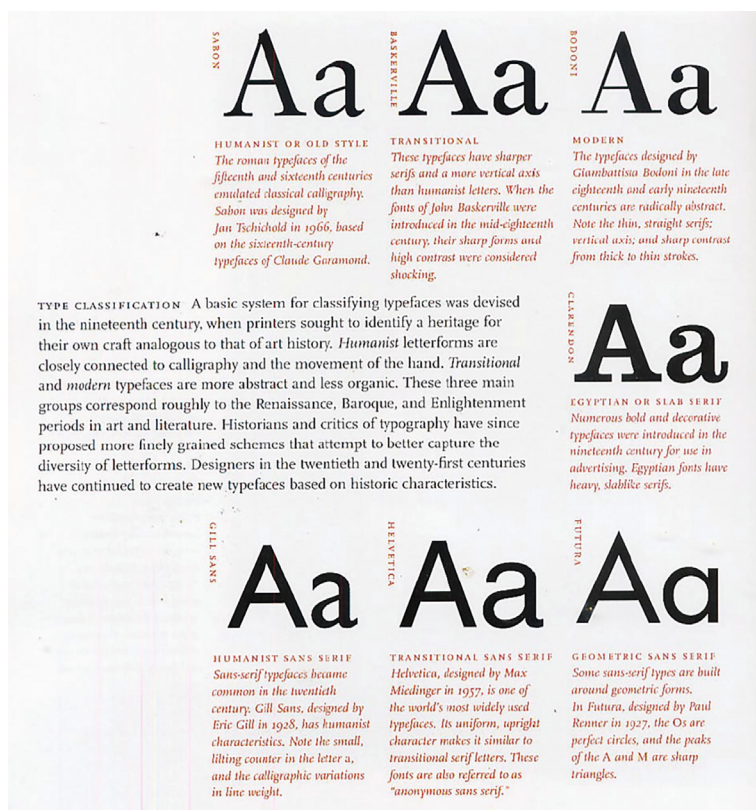 SABON
Aa
HUMANIST OR OLD STYLE
The roman typefaces of the
fifteenth and sixteenth centuries
emulated classical calligraphy.
Sabon was designed by
Jan Tschichold in 1966, based
on the sixteenth-century
typefaces of Claude Garamond.
BASKERVILLE
Aa
TRANSITIONAL
These typefaces have sharper
serifs and a more vertical axis
than humanist letters. When the
fonts of John Baskerville were
introduced in the mid-eighteenth
century, their sharp forms and
high contrast were considered
shocking.
BODONI
Aa
MODERN
The typefaces designed by
Giambattista Bodoni in the late
eighteenth and early nineteenth
centuries are radically abstract.
Note the thin, straight serifs;
vertical axis; and sharp contrast
from thick to thin strokes.
TYPE CLASSIFICATION A basic system for classifying typefaces was devised
in the nineteenth century, when printers sought to identify a heritage for
their own craft analogous to that of art history. Humanist letterforms are
closely connected to calligraphy and the movement of the hand. Transitional
and modern typefaces are more abstract and less organic. These three main
groups correspond roughly to the Renaissance, Baroque, and Enlightenment
periods in art and literature. Historians and critics of typography have since
proposed more finely grained schemes that attempt to better capture the
diversity of letterforms. Designers in the twentieth and twenty-first centuries
have continued to create new typefaces based on historic characteristics.
CLARENDON
Aa
EGYPTIAN OR SLAB SERIF
Numerous bold and decorative
typefaces were introduced in the
nineteenth century for use in
advertising. Egyptian fonts have
heavy, slablike serifs.
GILL SANS
Aa
HUMANIST SANS SERIF
Sans-serif typefaces became
common in the twentieth
century. Gill Sans, designed by
Eric Gill in 1928, has humanist
characteristics. Note the small,
lilting counter in the letter a,
and the calligraphic variations
in line weight.
HELVETICA
Aa
TRANSITIONAL SANS SERIF
Helvetica, designed by Max
Miedinger in 1957, is one of
the world's most widely used
typefaces. Its uniform, upright
character makes it similar to
transitional serif letters. These
fonts are also referred to as
"anonymous sans serif."
FUTURA
Aa
GEOMETRIC SANS SERIF
Some sans-serif types are built
around geometric forms.
In Futura, designed by Paul
Renner in 1927, the Os are
perfect circles, and the peaks
of the A and M are sharp
triangles.